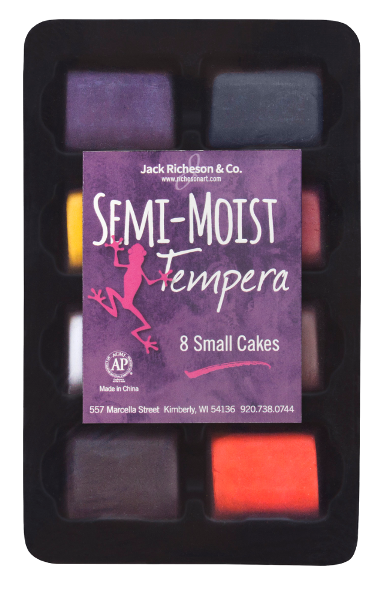 Jack Richeson & Co.
www.richesonart.com
SEMI-MOIST
Tempera
8 Small Cakes
AP
Made in China
557 Marcella Street Kimberly, WI 54136 920.738.0744